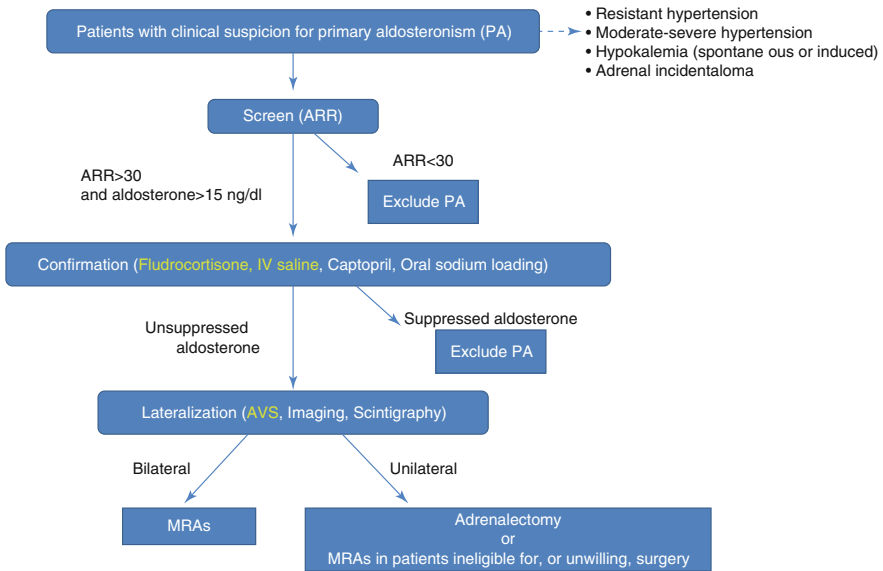 Patients with clinical suspicion for primary aldosteronism (PA)
• Resistant hypertension
• Moderate-severe hypertension
• Hypokalemia (spontane ous or induced)
• Adrenal incidentaloma
Screen (ARR)
ARR>30
and aldosterone>15 ng/dl
ARR<30
Exclude PA
Confirmation (Fludrocortisone, IV saline, Captopril, Oral sodium loading)
Unsuppressed
aldosterone
Suppressed aldosterone
Exclude PA
Lateralization (AVS, Imaging, Scintigraphy)
Bilateral
Unilateral
MRAs
Adrenalectomy
or
MRAs in patients ineligible for, or unwilling, surgery